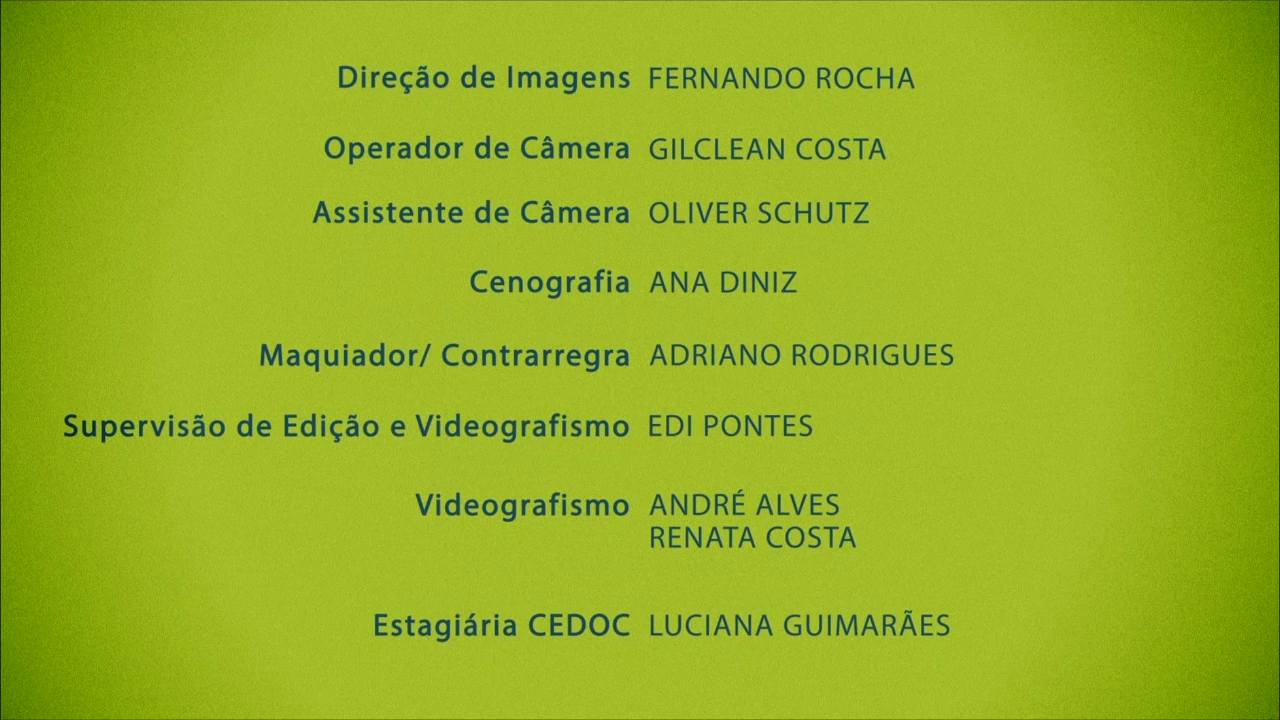 Direção de Imagens FERNANDO ROCHA
Operador de Câmera GILCLEAN COSTA
Assistente de Câmera OLIVER SCHUTZ
Cenografia ANA DINIZ
Maquiador/ Contrarregra ADRIANO RODRIGUES
Supervisão de Edição e Videografismo EDI PONTES
Videografismo ANDRÉ ALVES
RENATA COSTA
Estagiária CEDOC LUCIANA GUIMARÃES